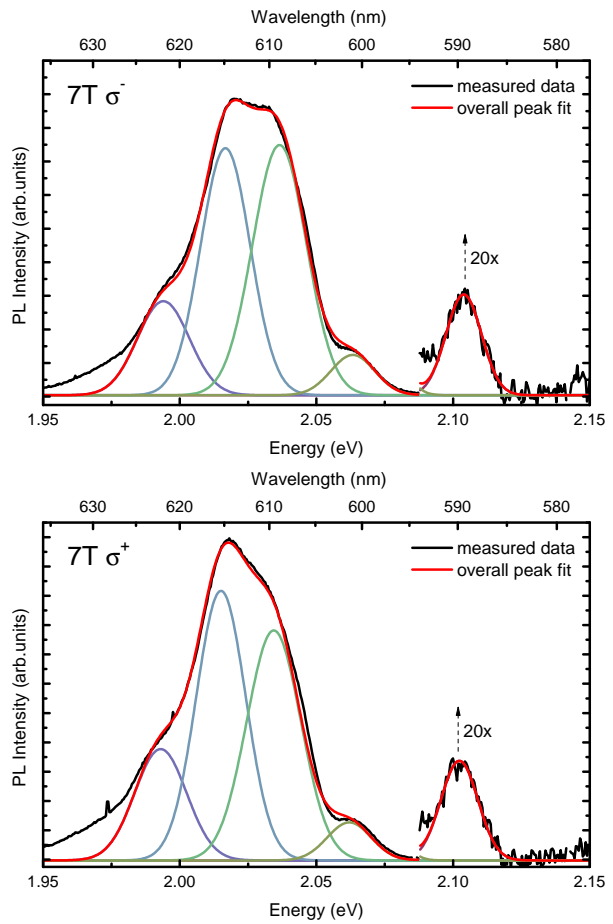 Wavelength (nm)
630 620 610 600 590 580
7T σ-
measured data
overall peak fit
20x
PL Intensity (arb.units)
1.95 2.00 2.05 2.10 2.15
Energy (eV)
Wavelength (nm)
630 620 610 600 590 580
7T σ+
measured data
overall peak fit
20x
PL Intensity (arb.units)
1.95 2.00 2.05 2.10 2.15
Energy (eV)